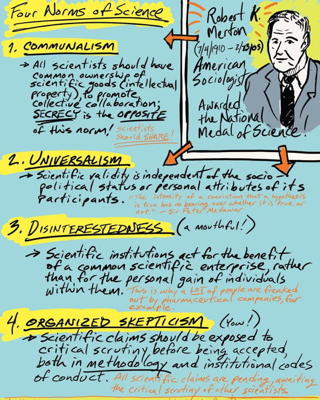 Four Norms of Science
Robert K.
Merton
(7/4/1910 – 2/23/03)
American
Sociologist
Awarded
the National
Medal of Science.
1. COMMUNALISM
→ All scientists should have
common ownership of
scientific goods (intellectual
property), to promote
collective collaboration;
SECRECY is the OPPOSITE
of this norm!
Scientists
should SHARE!
2. UNIVERSALISM
→ Scientific validity is independent of the socio-
political status or personal attributes of its
Participants.
"The intensity of a conviction that a hypothesis
is true has no bearing over whether it is true or
not." — Sir Peter Medawar
3. DISINTERESTEDNESS (a mouthful!)
→ Scientific institutions act for the benefit
of a common scientific enterprise, rather
than for the personal gain of individuals
within them.
This is why a LOT of people are freaked
out by pharmaceutical companies, for
example.
4. ORGANIZED SKEPTICISM (Yow!)
→ Scientific claims should be exposed to
critical scrutiny before being accepted,
both in methodology and institutional codes
of conduct.
All scientific claims are pending, awaiting
the critical scrutiny of other scientists.